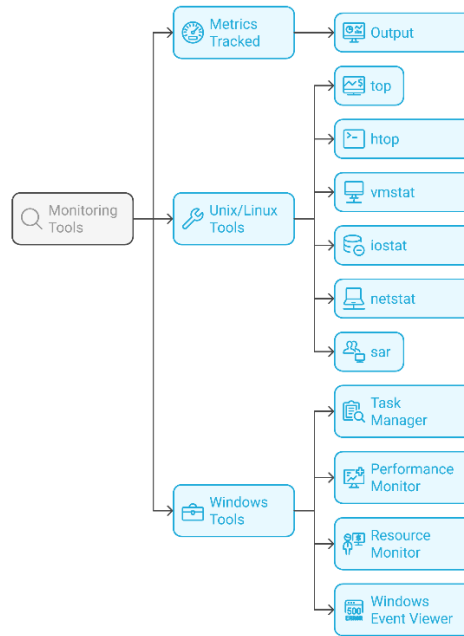 Metrics
Tracked
Output
top
htop
Monitoring
Tools
Unix/Linux
Tools
vmstat
iostat
netstat
sar
Task
Manager
Performance
Monitor
Windows
Tools
Resource
Monitor
500
Windows
Event Viewer